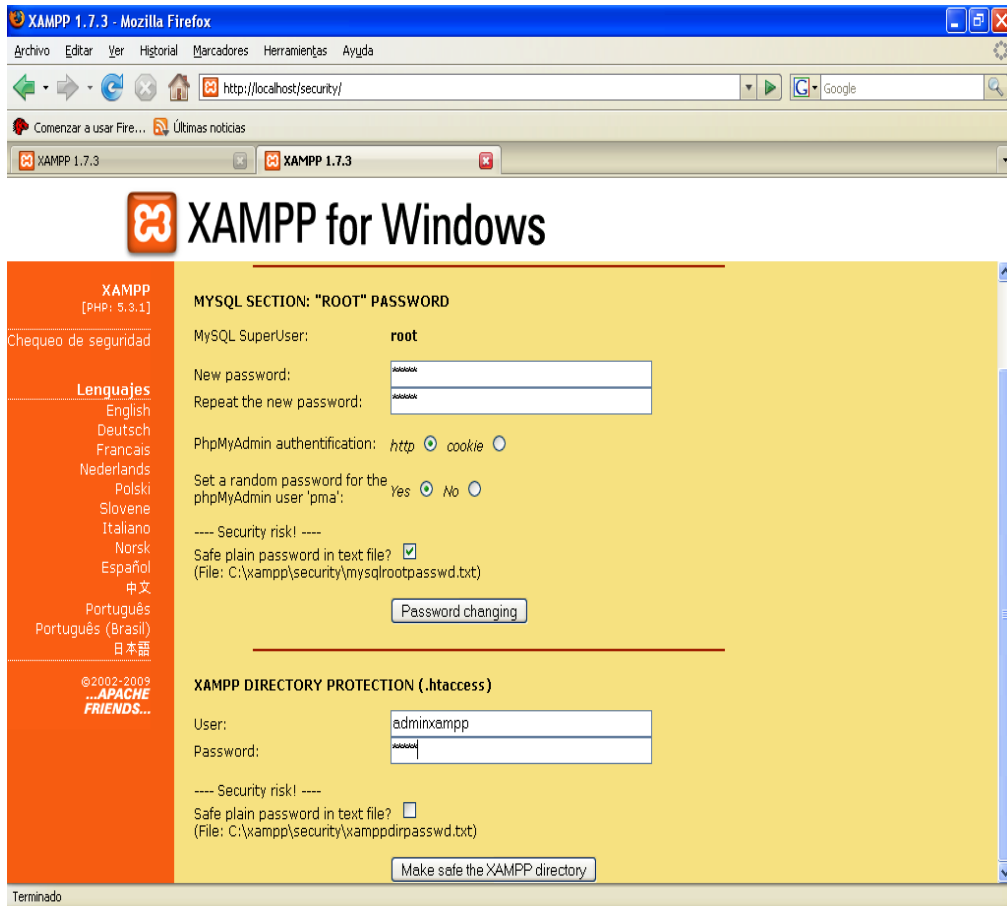 XAMPP 1.7.3 - Mozilla Firefox
Archivo Editar Ver Historial Marcadores Herramientas Ayuda
http://localhost/security/
G Google
Comenzar a usar Fire... Últimas noticias
XAMPP 1.7.3 XAMPP 1.7.3
XAMPP for Windows
XAMPP
[PHP: 5.3.1]
Chequeo de seguridad
Lenguajes
English
Deutsch
Francais
Nederlands
Polski
Slovene
Italiano
Norsk
Español
中文
Português
Português (Brasil)
日本語
©2002-2009
...APACHE
FRIENDS...
MYSQL SECTION: "ROOT" PASSWORD
MySQL SuperUser: root
New password: *****
Repeat the new password: *****
PhpMyAdmin authentification: http cookie
Set a random password for the
phpMyAdmin user 'pma': Yes No
---- Security risk! ----
Safe plain password in text file?
(File: C:\xampp\security\mysqlrootpasswd.txt)
Password changing
XAMPP DIRECTORY PROTECTION (.htaccess)
User: adminxampp
Password: *****
---- Security risk! ----
Safe plain password in text file?
(File: C:\xampp\security\xamppdirpasswd.txt)
Make safe the XAMPP directory
Terminado